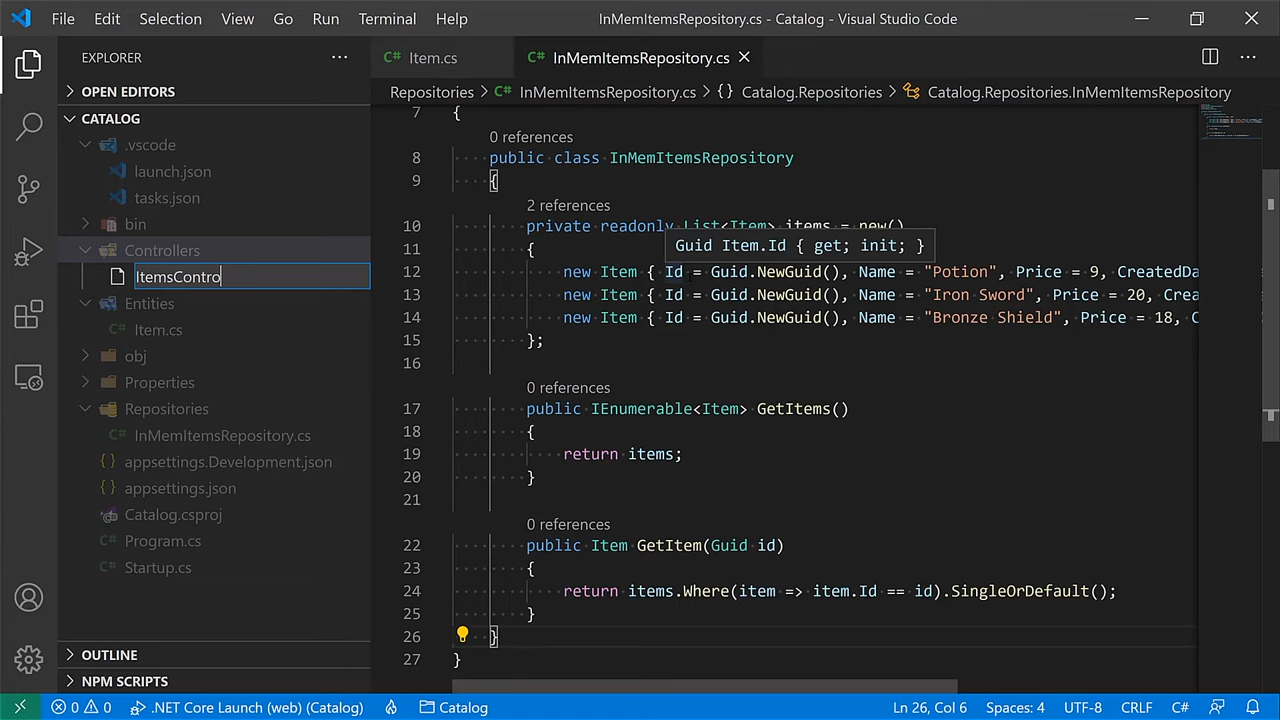 File Edit Selection View Go Run Terminal Help InMemItemsRepository.cs - Catalog - Visual Studio Code
EXPLORER
OPEN EDITORS
CATALOG
.vscode
launch.json
tasks.json
bin
Controllers
ItemsContro
Entities
Item.cs
obj
Properties
Repositories
C# InMemItemsRepository.cs
{} appsettings.Development.json
{} appsettings.json
Catalog.csproj
C# Program.cs
C# Startup.cs
OUTLINE
NPM SCRIPTS
C# Item.cs C# InMemItemsRepository.cs
Repositories > C# InMemItemsRepository.cs > {} Catalog.Repositories > Catalog.Repositories.InMemItemsRepository
7 {
0 references
8 public class InMemItemsRepository
9 {
2 references
10 private readonly List<Item> items = new()
Guid Item.Id { get; init; }
11 {
12 new Item { Id = Guid.NewGuid(), Name = "Potion", Price = 9, CreatedDa
13 new Item { Id = Guid.NewGuid(), Name = "Iron Sword", Price = 20, Crea
14 new Item { Id = Guid.NewGuid(), Name = "Bronze Shield", Price = 18, C
15 };
16
0 references
17 public IEnumerable<Item> GetItems()
18 {
19 return items;
20 }
21
0 references
22 public Item GetItem(Guid id)
23 {
24 return items.Where(item => item.Id == id).SingleOrDefault();
25 }
26 }
27 }
0 0 .NET Core Launch (web) (Catalog) Catalog Ln 26, Col 6 Spaces: 4 UTF-8 CRLF C#